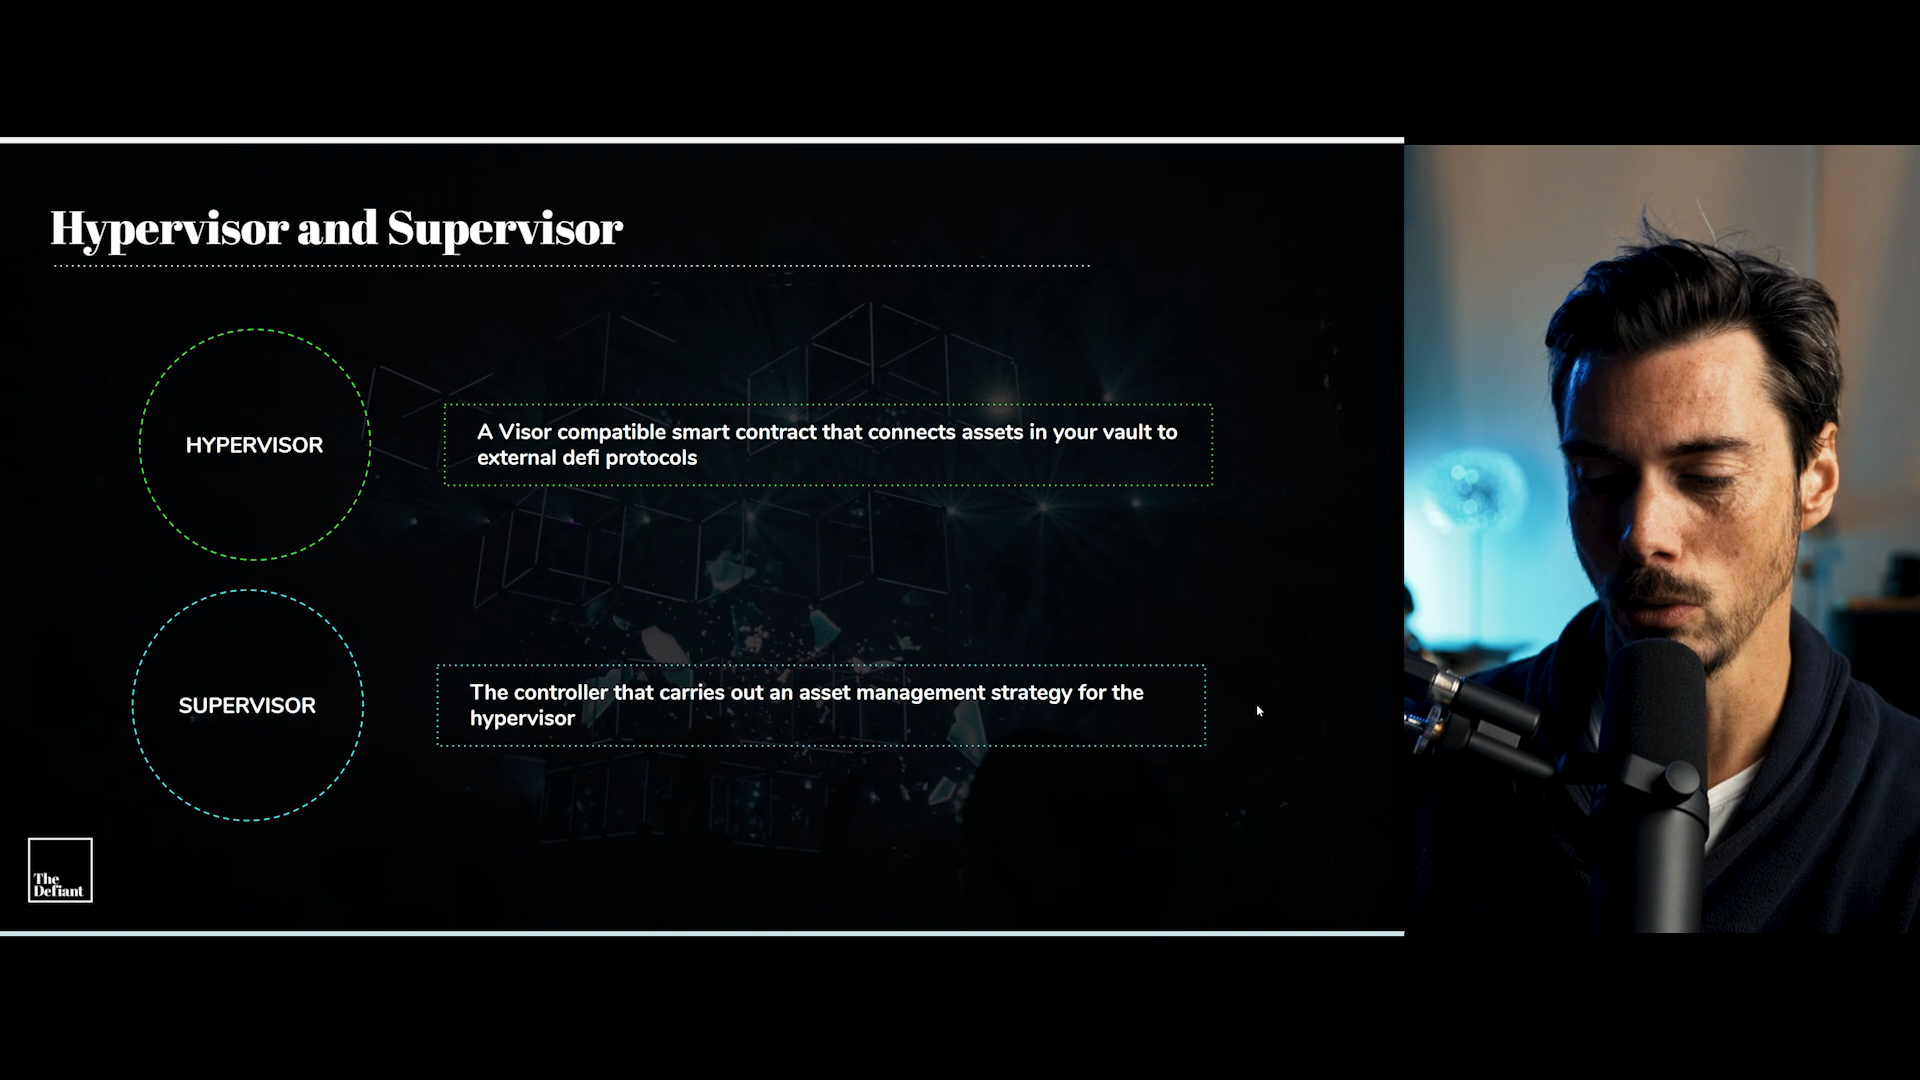 Hypervisor and Supervisor
HYPERVISOR
A Visor compatible smart contract that connects assets in your vault to
external defi protocols
SUPERVISOR
The controller that carries out an asset management strategy for the
hypervisor
The
Defiant